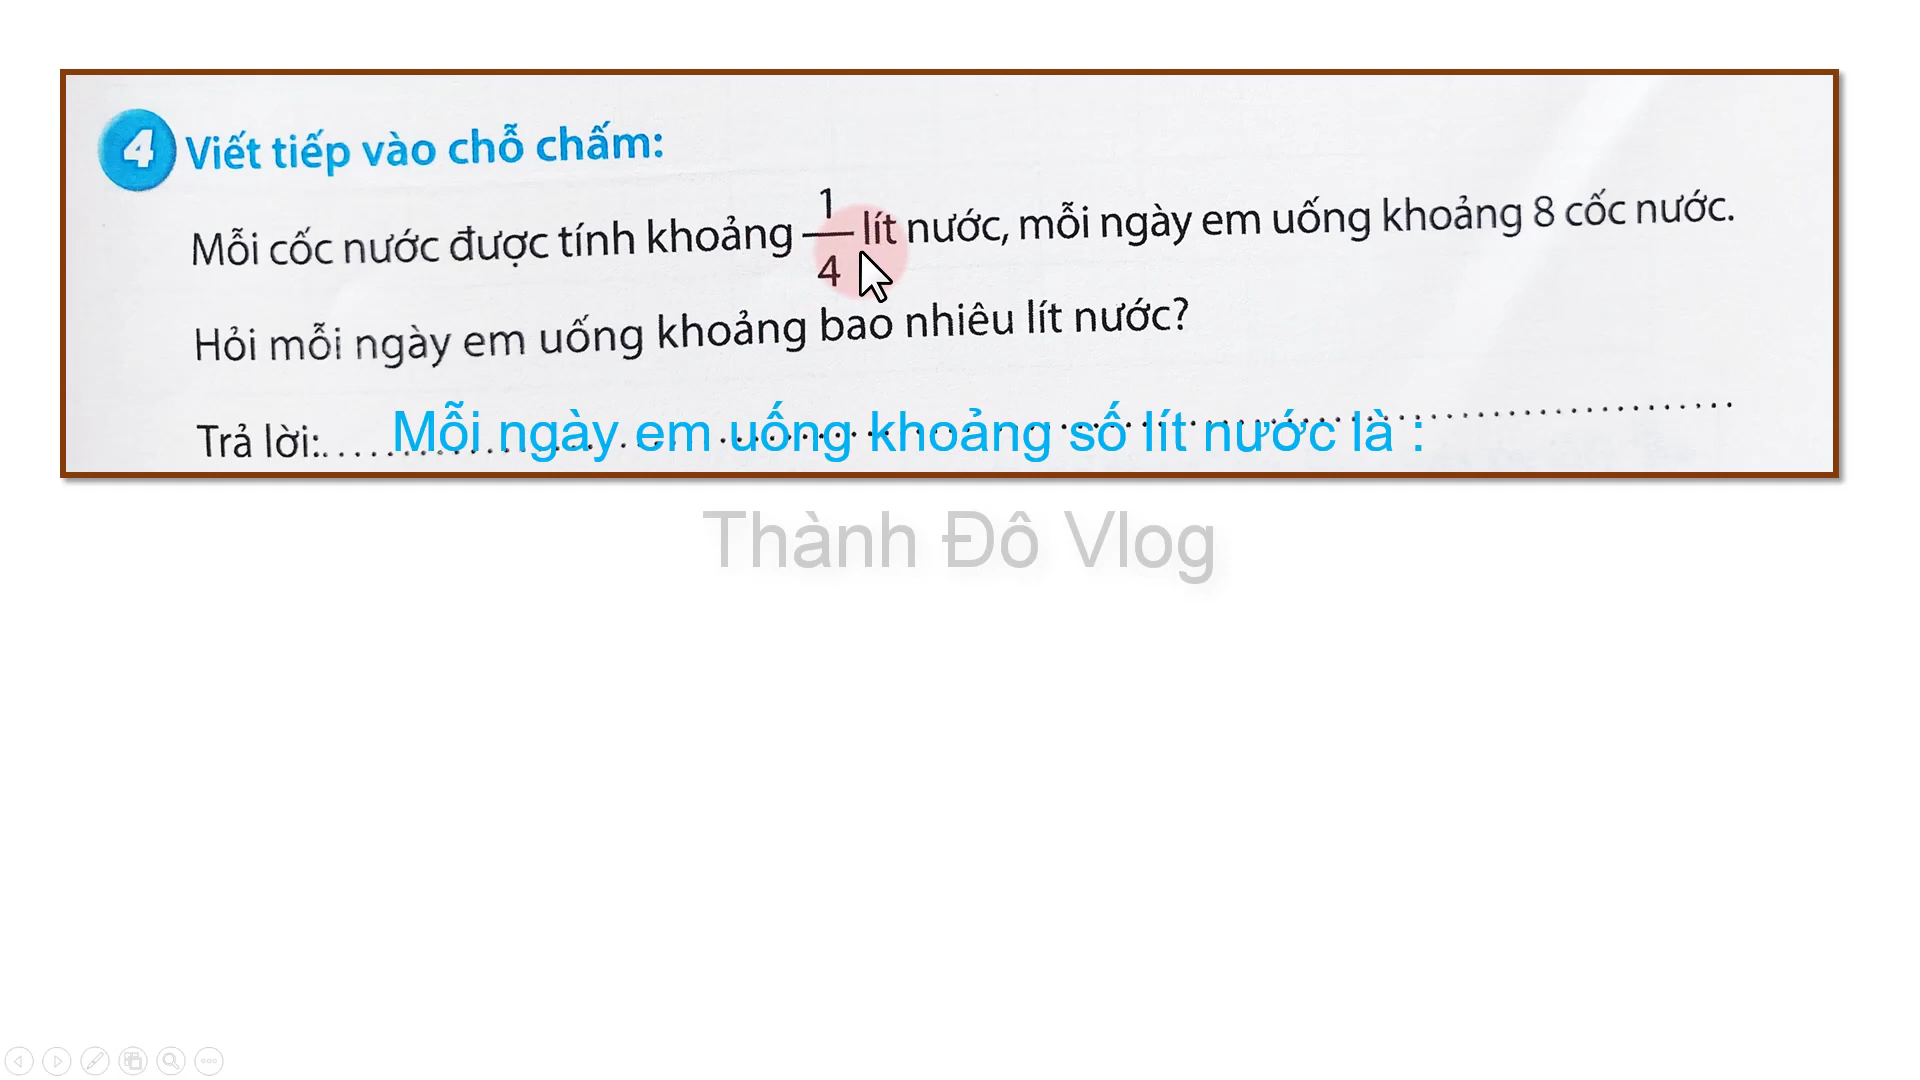 4 Viết tiếp vào chỗ chấm:
Mỗi cốc nước được tính khoảng 1/4 lít nước, mỗi ngày em uống khoảng 8 cốc nước.
Hỏi mỗi ngày em uống khoảng bao nhiêu lít nước?
Trả lời:.... Mỗi ngày em uống khoảng số lít nước là :
Thành Đô Vlog